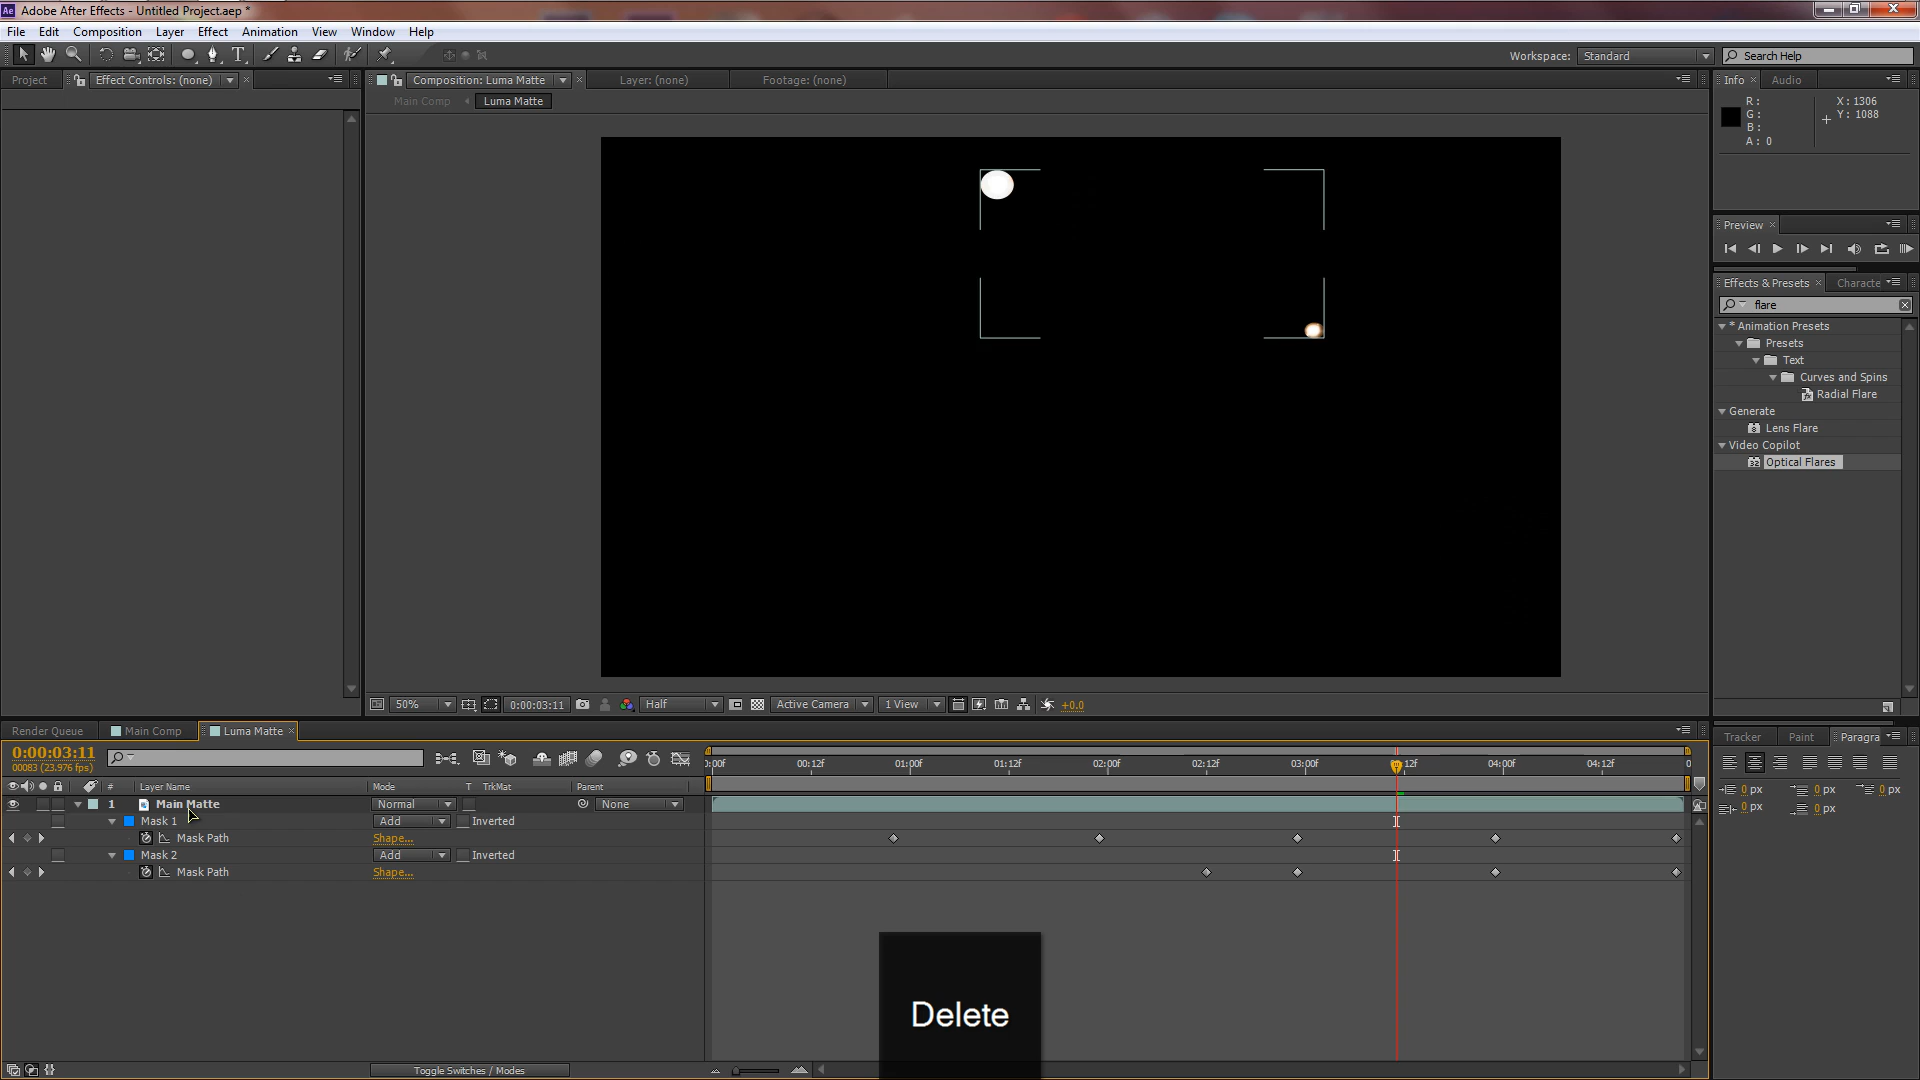 Adobe After Effects - Untitled Project.aep *
File Edit Composition Layer Effect Animation View Window Help
Workspace: Standard Search Help
Project Effect Controls: (none) Composition: Luma Matte Layer: (none) Footage: (none)
Main Comp Luma Matte
Info Audio
R: X: 1306
G: Y: 1088
B:
A: 0
Preview
Effects & Presets Characte
flare
* Animation Presets
Presets
Text
Curves and Spins
Radial Flare
Generate
Lens Flare
Video Copilot
Optical Flares
50% 0:00:03:11 Half Active Camera 1 View +0.0
Render Queue Main Comp Luma Matte
Tracker Paint Paragra
0:00:03:11
00083 (23.976 fps)
00f 00:12f 01:00f 01:12f 02:00f 02:12f 03:00f 12f 04:00f 04:12f 0
# Layer Name Mode T TrkMat Parent
1 Main Matte Normal None
Mask 1 Add Inverted
Mask Path Shape...
Mask 2 Add Inverted
Mask Path Shape...
0 px 0 px 0 px
0 px 0 px
Delete
Toggle Switches / Modes